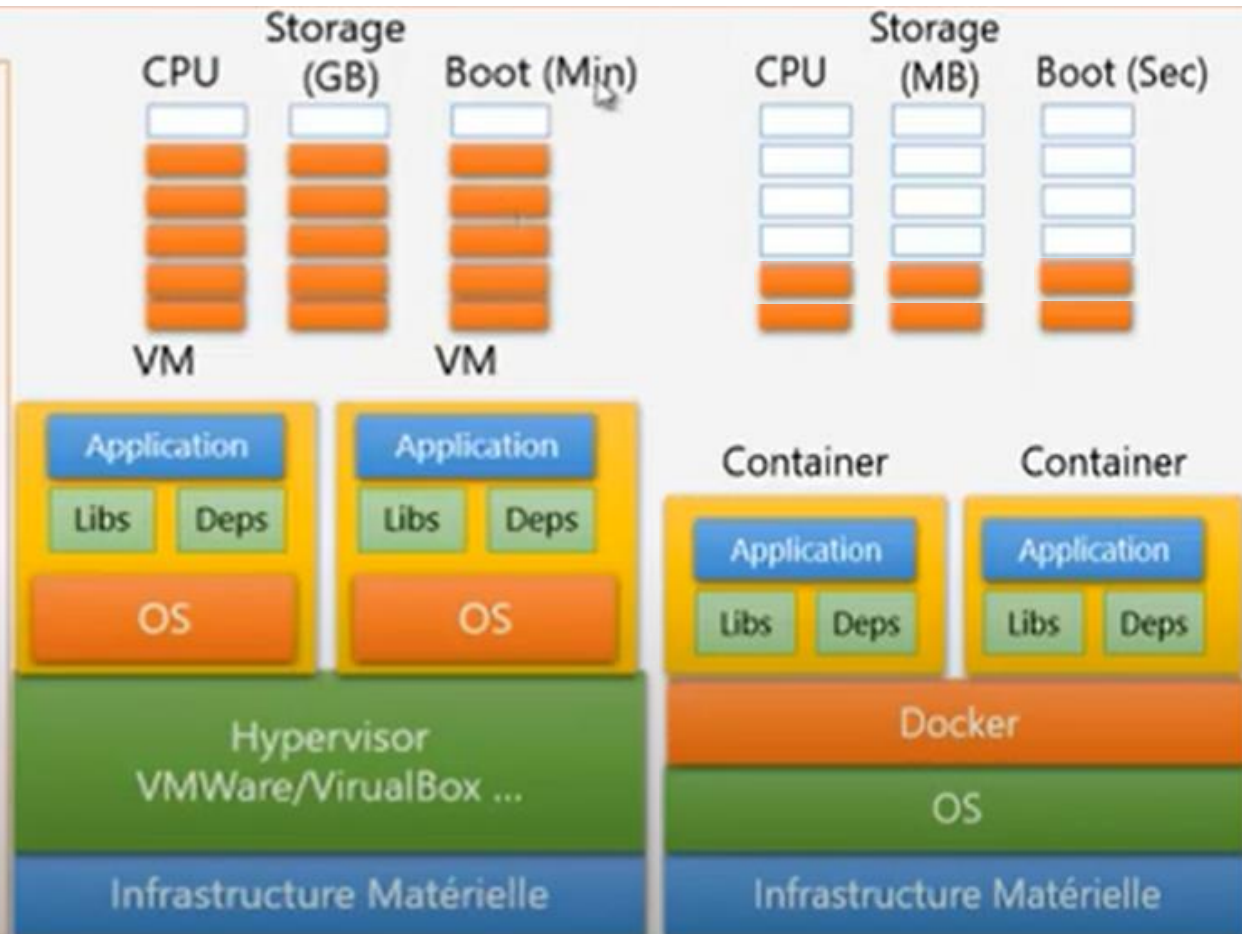 Storage
CPU (GB) Boot (Min)
Storage
CPU (MB) Boot (Sec)
VM VM
Application Application
Libs Deps Libs Deps
OS OS
Hypervisor
VMWare/VirualBox ...
Infrastructure Matérielle
Container Container
Application Application
Libs Deps Libs Deps
Docker
OS
Infrastructure Matérielle